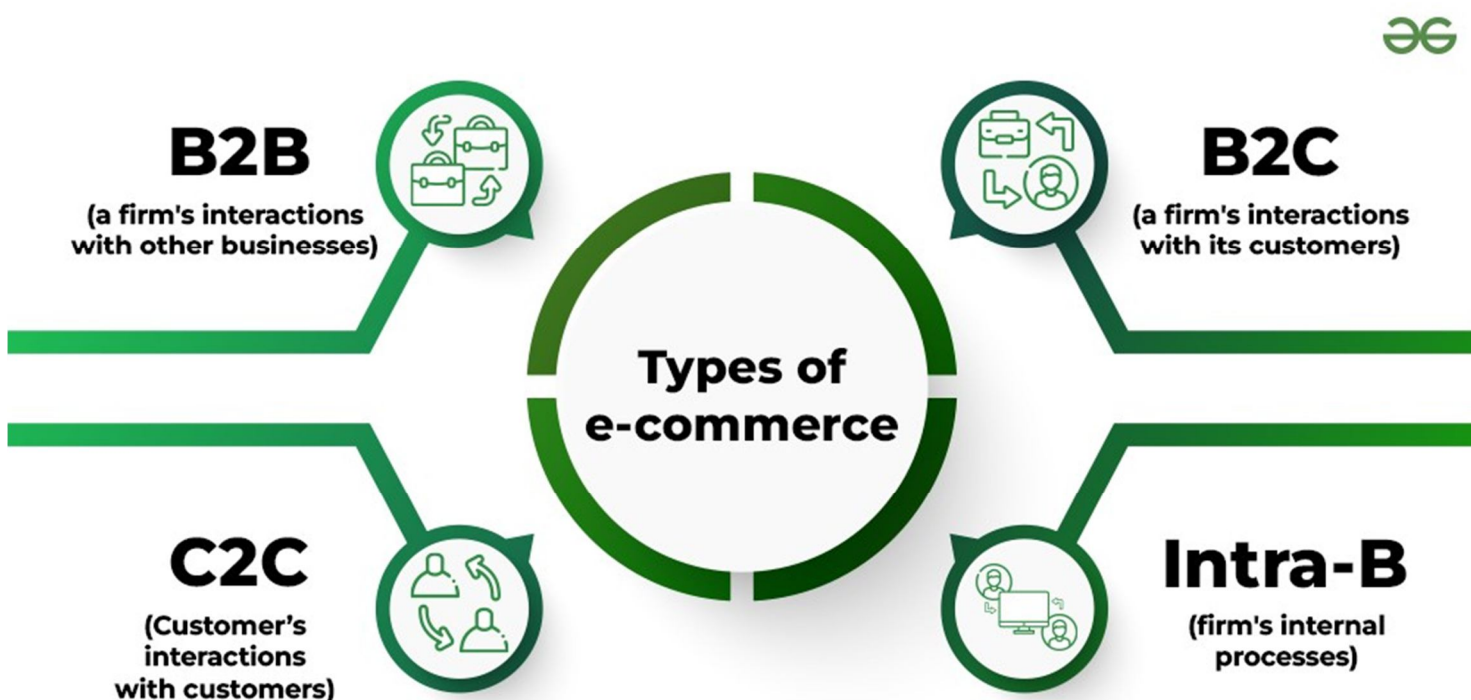 B2B
(a firm's interactions
with other businesses)
B2C
(a firm's interactions
with its customers)
Types of
e-commerce
C2C
(Customer’s
interactions
with customers)
Intra-B
(firm's internal
processes)